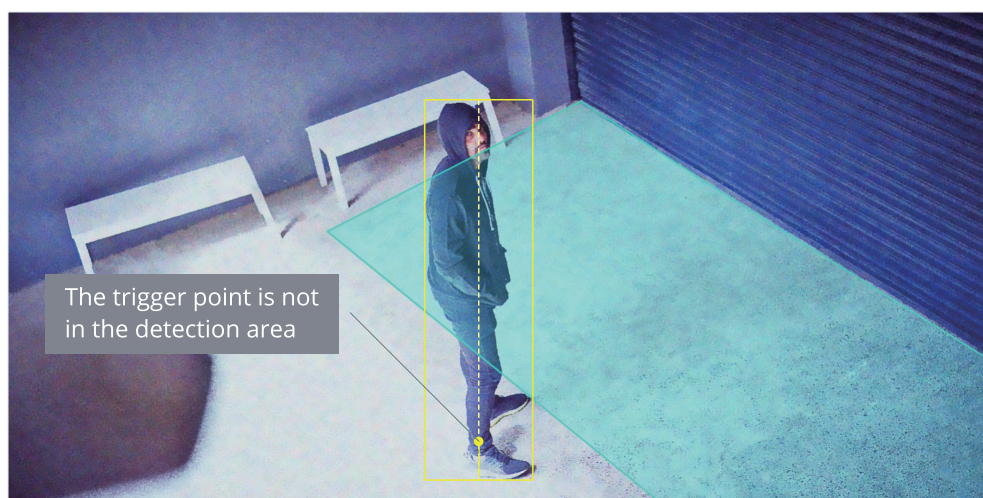 The trigger point is not
in the detection area